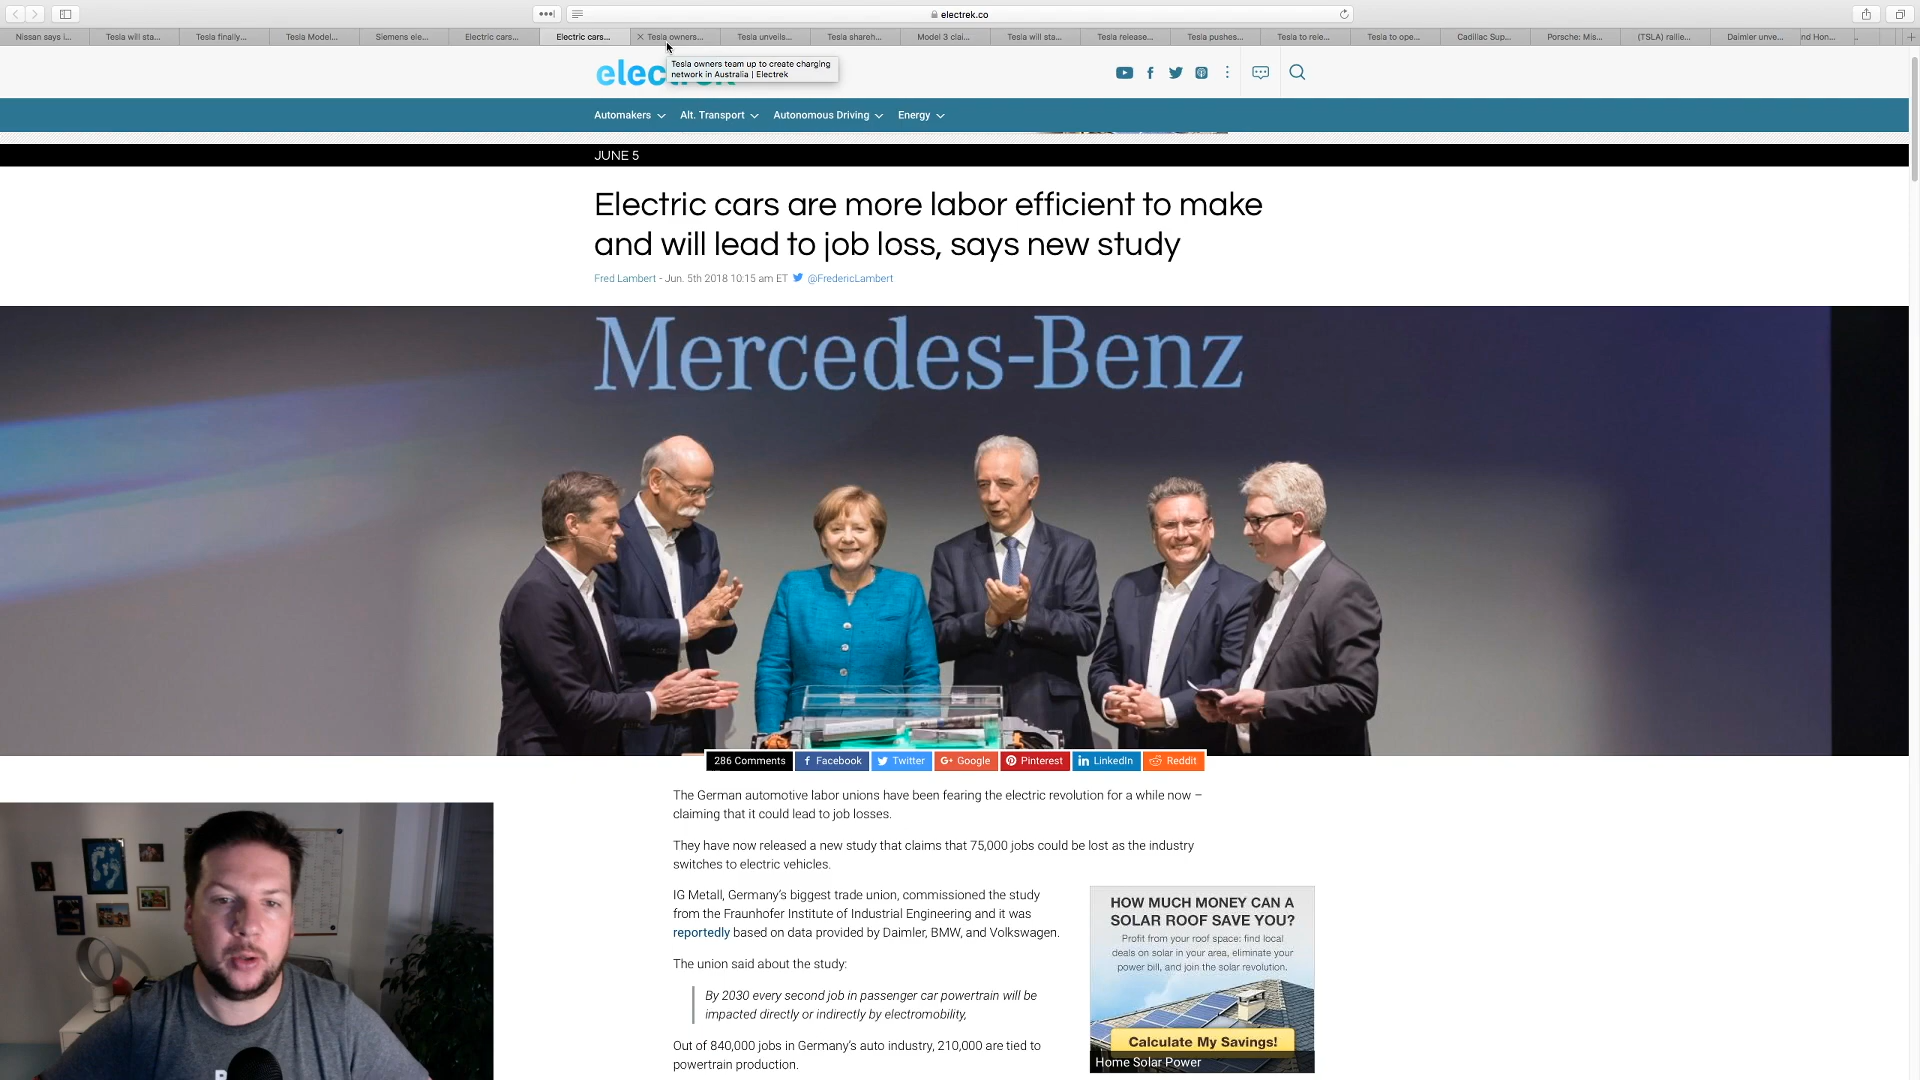 electrek.co
Nissan says i...
Tesla will sta...
Tesla finally...
Tesla Model...
Siemens ele...
Electric cars...
Electric cars...
Tesla owners...
Tesla unveils...
Tesla shareh...
Model 3 clai...
Tesla will sta...
Tesla release...
Tesla pushes...
Tesla to rele...
Tesla to ope...
Cadillac Sup...
Porsche: Mis...
(TSLA) rallie...
Daimler unve...
nd Hon...
Tesla owners team up to create charging
network in Australia | Electrek
Automakers
Alt. Transport
Autonomous Driving
Energy
JUNE 5
Electric cars are more labor efficient to make
and will lead to job loss, says new study
Fred Lambert - Jun. 5th 2018 10:15 am ET @FredericLambert
Mercedes-Benz
286 Comments
Facebook
Twitter
G+ Google
Pinterest
in LinkedIn
Reddit
The German automotive labor unions have been fearing the electric revolution for a while now –
claiming that it could lead to job losses.
They have now released a new study that claims that 75,000 jobs could be lost as the industry
switches to electric vehicles.
IG Metall, Germany's biggest trade union, commissioned the study
from the Fraunhofer Institute of Industrial Engineering and it was
reportedly based on data provided by Daimler, BMW, and Volkswagen.
The union said about the study:
By 2030 every second job in passenger car powertrain will be
impacted directly or indirectly by electromobility,
Out of 840,000 jobs in Germany's auto industry, 210,000 are tied to
powertrain production.
HOW MUCH MONEY CAN A
SOLAR ROOF SAVE YOU?
Profit from your roof space: find local
deals on solar in your area, eliminate your
power bill, and join the solar revolution.
Calculate My Savings!
Home Solar Power